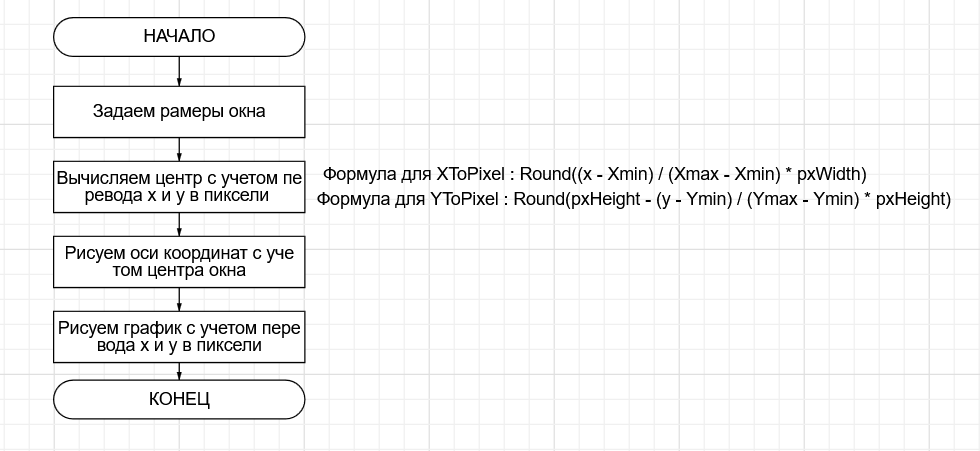 НАЧАЛО
Задаем рамеры окна
Вычисляем центр с учетом пе
ревода x и y в пиксели
Формула для XToPixel : Round((x - Xmin) / (Xmax - Xmin) * pxWidth)
Формула для YToPixel : Round(pxHeight - (y - Ymin) / (Ymax - Ymin) * pxHeight)
Рисуем оси координат с уче
том центра окна
Рисуем график с учетом пере
вода x и y в пиксели
КОНЕЦ